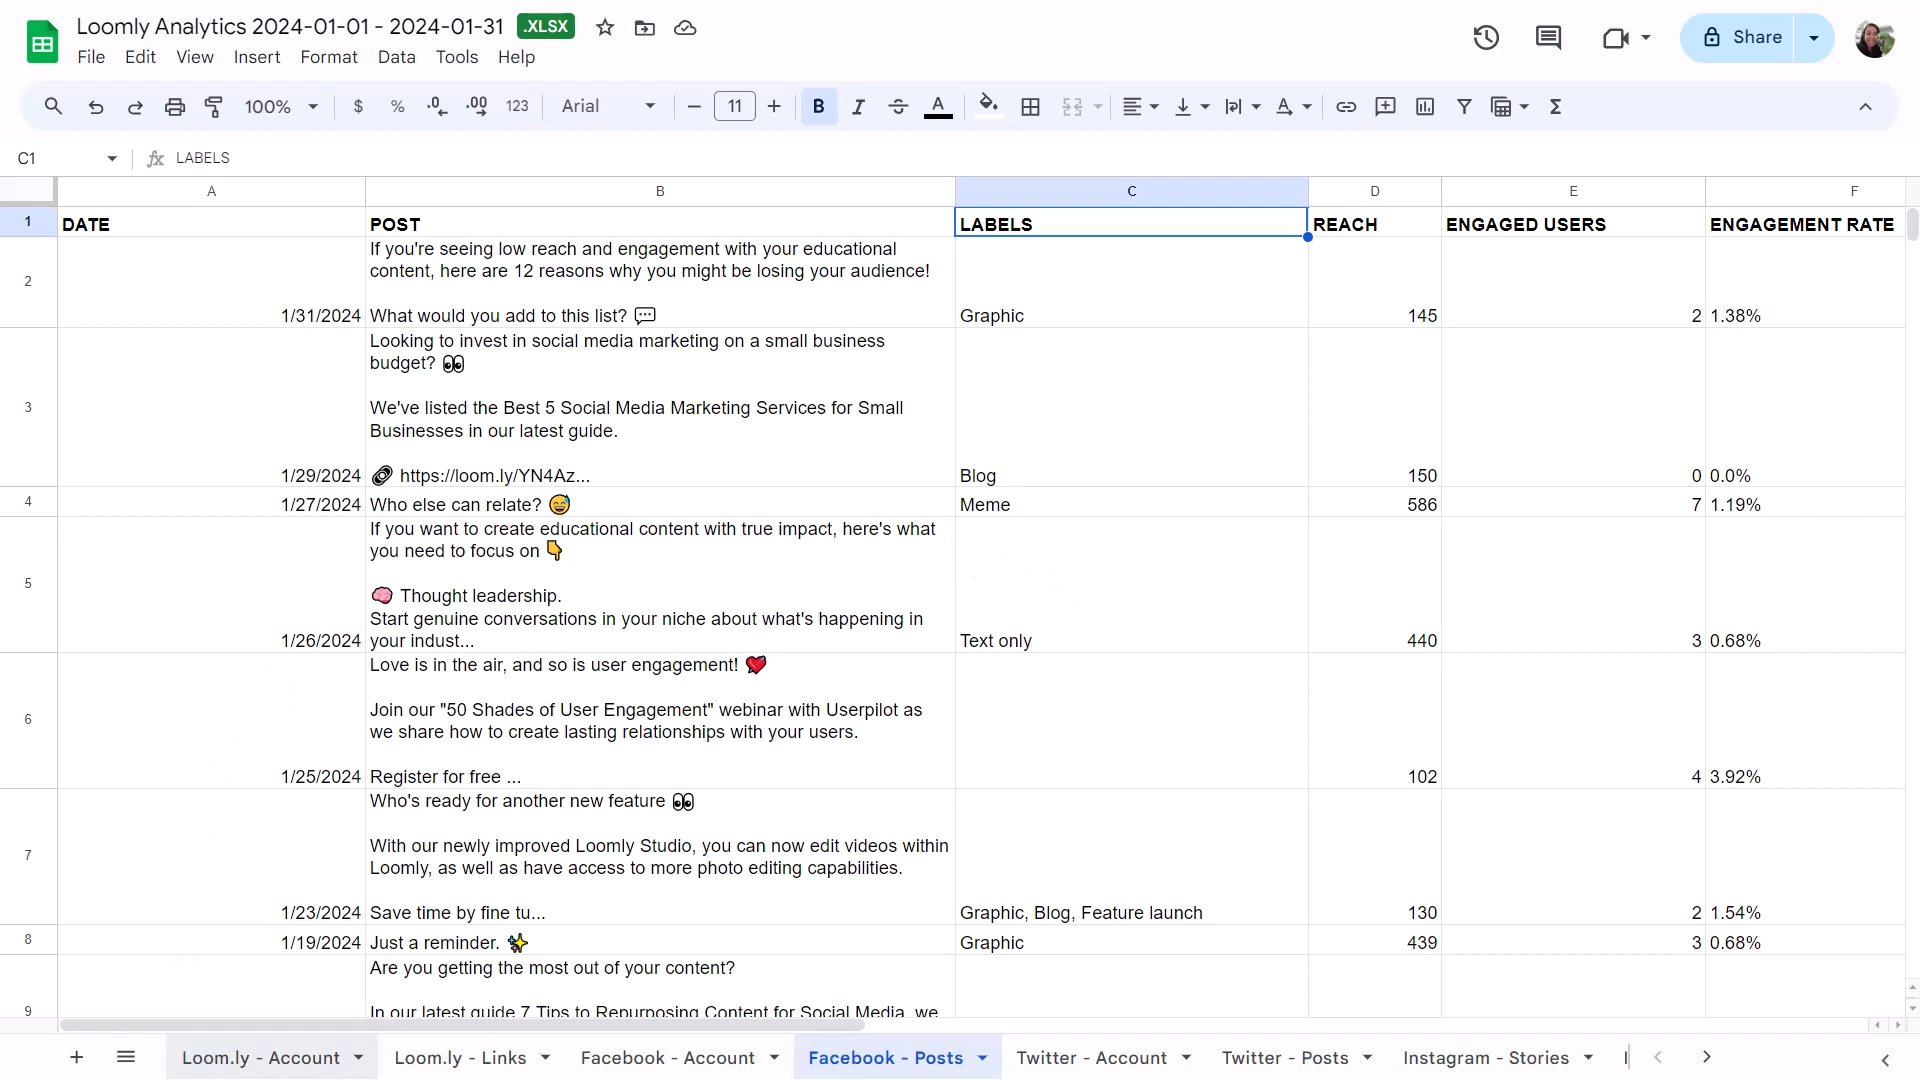 Loomly Analytics 2024-01-01 - 2024-01-31 .XLSX
File Edit View Insert Format Data Tools Help
Share
100% $ % .0 .00 123 Arial 11 B I S A Σ
C1 fx LABELS
A B C D E F
1 DATE POST LABELS REACH ENGAGED USERS ENGAGEMENT RATE
If you're seeing low reach and engagement with your educational
content, here are 12 reasons why you might be losing your audience!
2
1/31/2024 What would you add to this list? 💬 Graphic 145 2 1.38%
Looking to invest in social media marketing on a small business
budget? 👀
3 We've listed the Best 5 Social Media Marketing Services for Small
Businesses in our latest guide.
1/29/2024 🔗 https://loom.ly/YN4Az... Blog 150 0 0.0%
4 1/27/2024 Who else can relate? 😅 Meme 586 7 1.19%
If you want to create educational content with true impact, here's what
you need to focus on 👇
5
🧠 Thought leadership.
Start genuine conversations in your niche about what's happening in
1/26/2024 your indust... Text only 440 3 0.68%
Love is in the air, and so is user engagement! 💘
6 Join our "50 Shades of User Engagement" webinar with Userpilot as
we share how to create lasting relationships with your users.
1/25/2024 Register for free ... 102 4 3.92%
Who's ready for another new feature 👀
7 With our newly improved Loomly Studio, you can now edit videos within
Loomly, as well as have access to more photo editing capabilities.
1/23/2024 Save time by fine tu... Graphic, Blog, Feature launch 130 2 1.54%
8 1/19/2024 Just a reminder. ✨ Graphic 439 3 0.68%
Are you getting the most out of your content?
9 In our latest guide 7 Tips to Repurposing Content for Social Media, we
Loom.ly - Account Loom.ly - Links Facebook - Account Facebook - Posts Twitter - Account Twitter - Posts Instagram - Stories